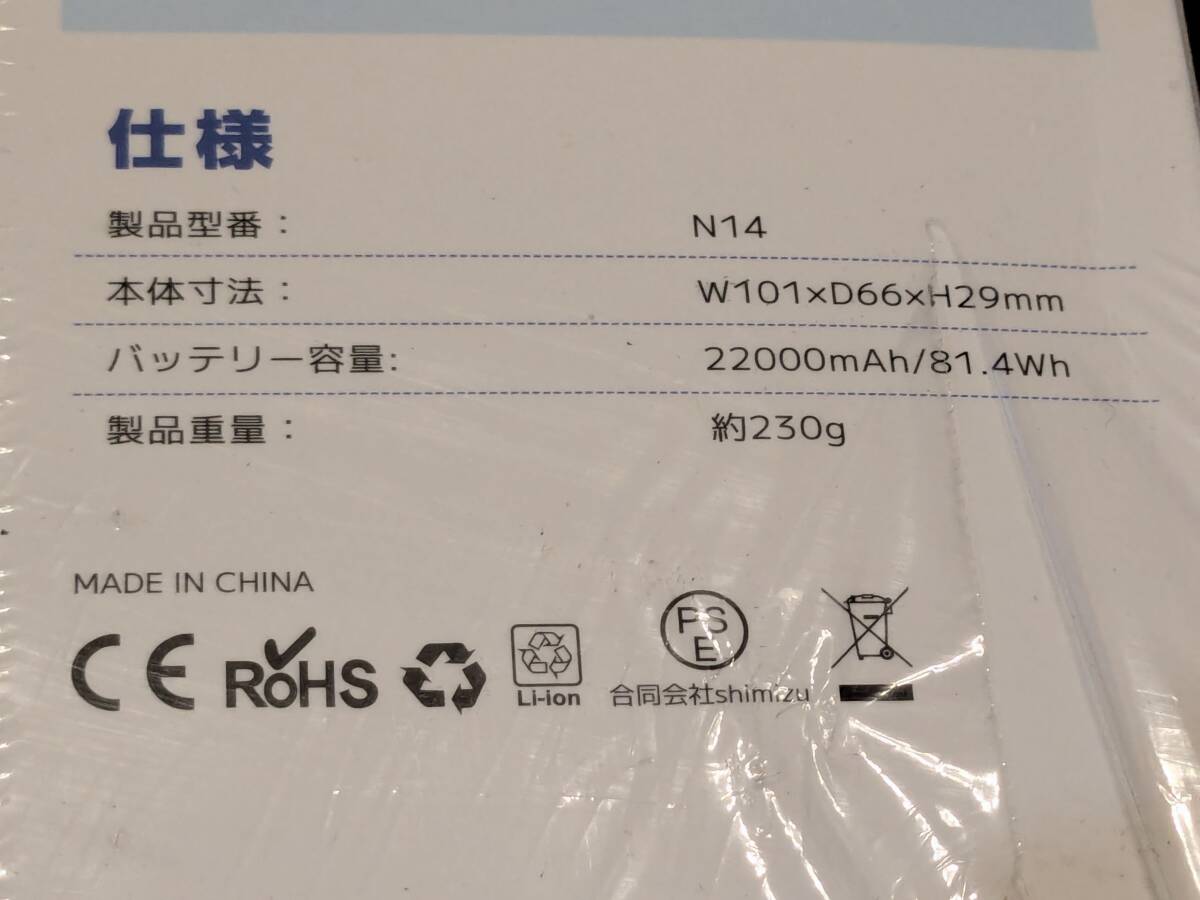 仕様
製品型番： N14
本体寸法： W101×D66×H29mm
バッテリー容量: 22000mAh/81.4Wh
製品重量： 約230g
MADE IN CHINA
CE RoHS Li-ion PSE
合同会社shimizu